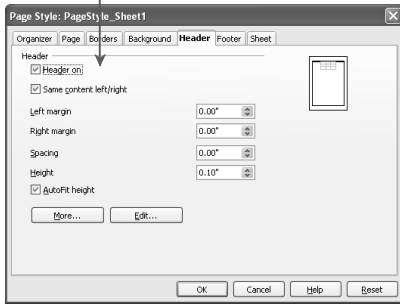 Page Style: PageStyle_Sheet1
Organizer Page Borders Background Header Footer Sheet
Header
Header on
Same content left/right
Left margin 0.00"
Right margin 0.00"
Spacing 0.00"
Height 0.10"
AutoFit height
More... Edit...
OK Cancel Help Reset